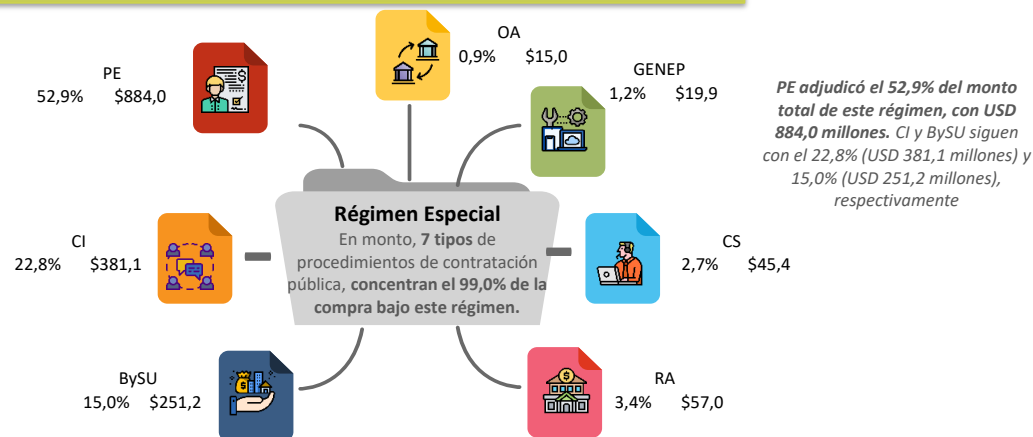 OA
0,9% $15,0
PE
52,9% $884,0
GENEP
1,2% $19,9
PE adjudicó el 52,9% del monto
total de este régimen, con USD
884,0 millones. CI y BySU siguen
con el 22,8% (USD 381,1 millones) y
15,0% (USD 251,2 millones),
respectivamente
Régimen Especial
En monto, 7 tipos de
procedimientos de contratación
pública, concentran el 99,0% de la
compra bajo este régimen.
CI
22,8% $381,1
CS
2,7% $45,4
BySU
15,0% $251,2
RA
3,4% $57,0